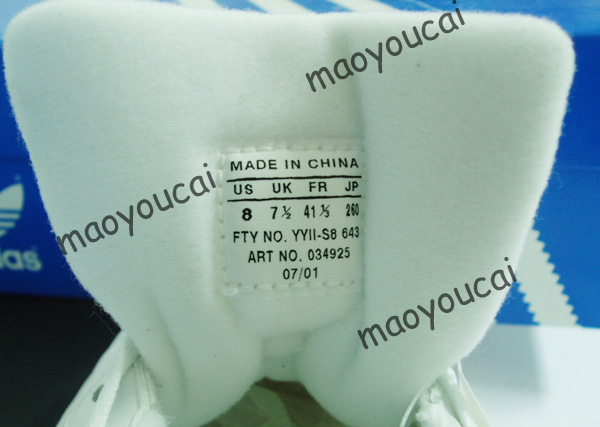 maoyoucai
MADE IN CHINA
US UK FR JP
8 7½ 41⅓ 260
FTY NO. YYII-S8 643
ART NO. 034925
07/01
maoyoucai
das
maoyoucai